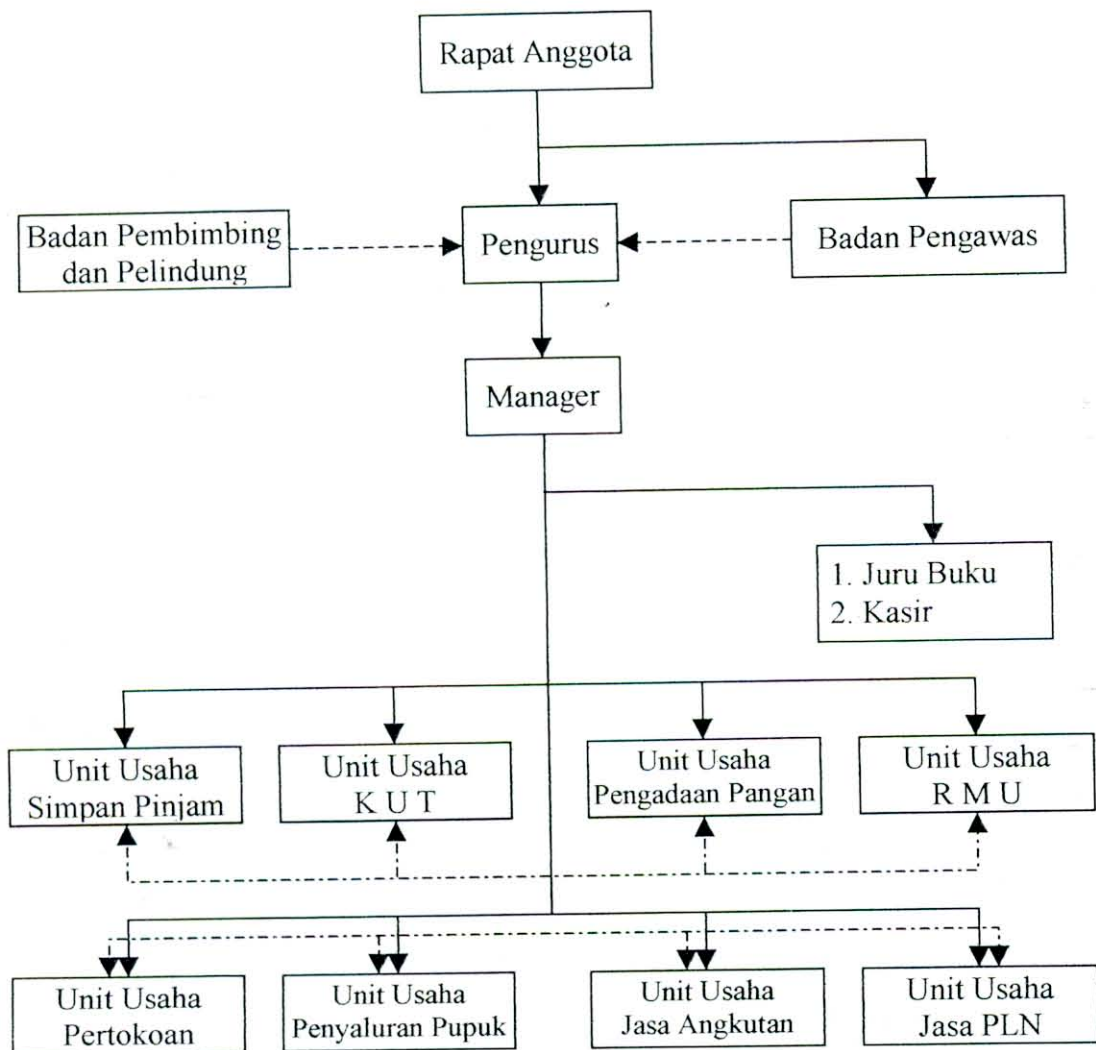 Rapat Anggota
Badan Pembimbing
dan Pelindung
Pengurus
Badan Pengawas
Manager
1. Juru Buku
2. Kasir
Unit Usaha
Simpan Pinjam
Unit Usaha
K U T
Unit Usaha
Pengadaan Pangan
Unit Usaha
R M U
Unit Usaha
Pertokoan
Unit Usaha
Penyaluran Pupuk
Unit Usaha
Jasa Angkutan
Unit Usaha
Jasa PLN